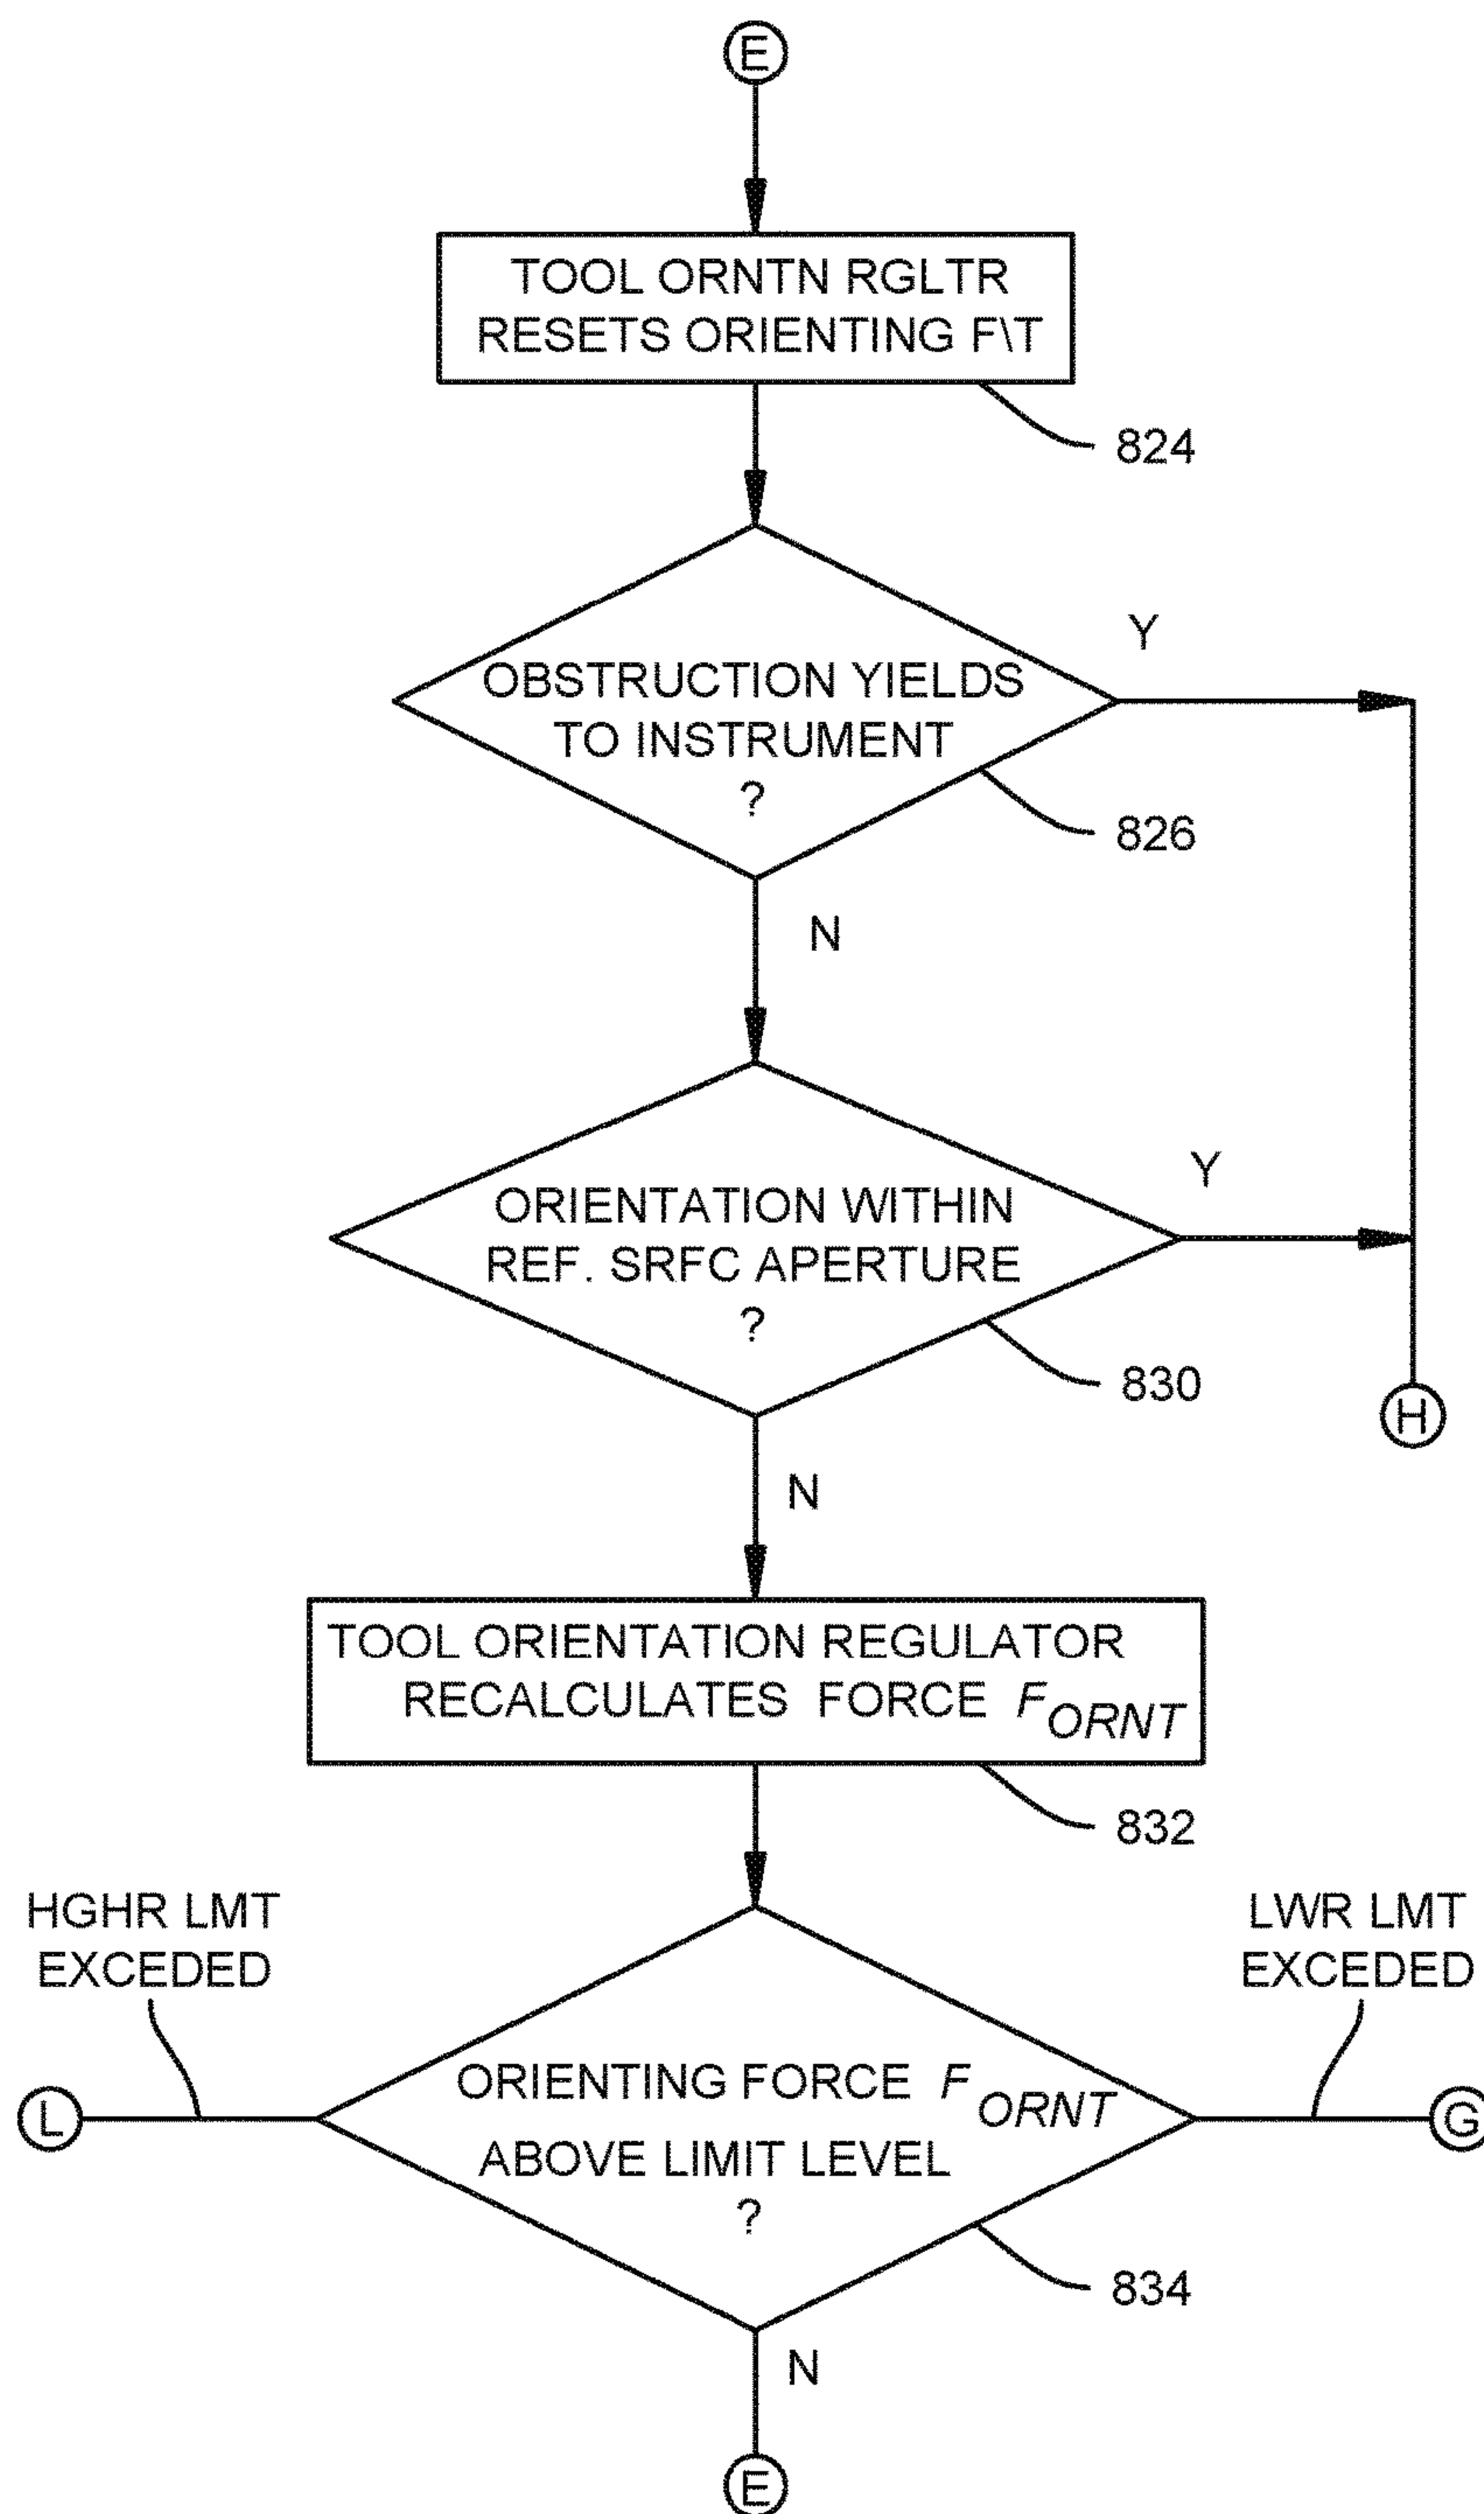 E
TOOL ORNTN RGLTR
RESETS ORIENTING F\T
824
Y
OBSTRUCTION YIELDS
TO INSTRUMENT
?
826
N
Y
ORIENTATION WITHIN
REF. SRFC APERTURE
?
830
H
N
TOOL ORIENTATION REGULATOR
RECALCULATES FORCE FORNT
832
HGHR LMT
EXCEDED
LWR LMT
EXCEDED
ORIENTING FORCE FORNT
L
G
ABOVE LIMIT LEVEL
?
834
N
E